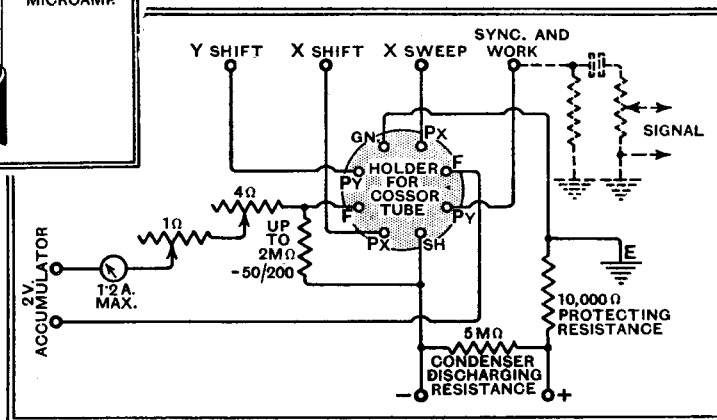 MICROAMP.
Y SHIFT
X SHIFT
X SWEEP
SYNC. AND
WORK
SIGNAL
GN.
PX
PY
F
HOLDER
FOR
COSSOR
TUBE
F
PY
PX
SH
4Ω
1Ω
UP
TO
2MΩ
-50/200
2V.
ACCUMULATOR
1·2 A.
MAX.
E
10,000 Ω
PROTECTING
RESISTANCE
5 MΩ
CONDENSER
DISCHARGING
RESISTANCE
- +